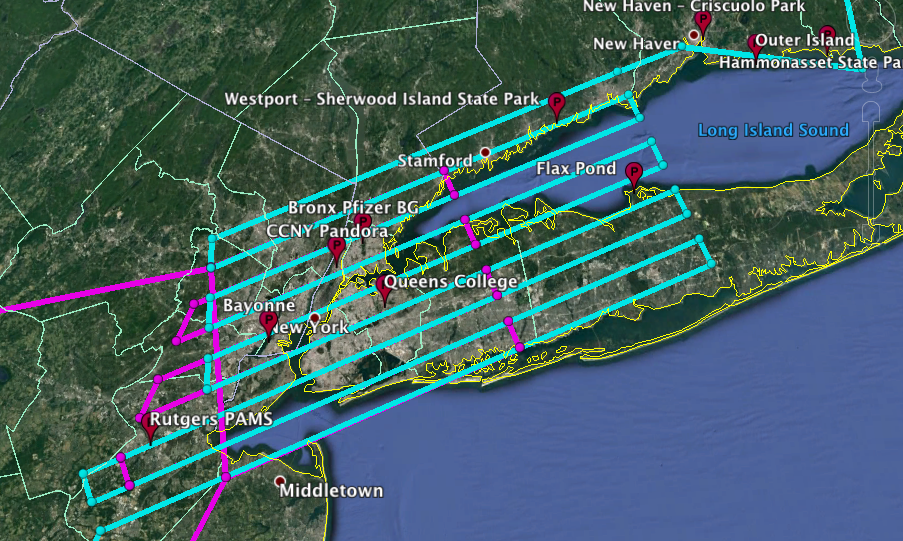 New Haven - Criscuolo Park
Outer Island
New Haven
Hammonasset State Par
Westport - Sherwood Island State Park
Long Island Sound
Stamford
Flax Pond
Bronx Pfizer BG
CCNY Pandora
Queens College
Bayonne
New York
Rutgers PAMS
Middletown